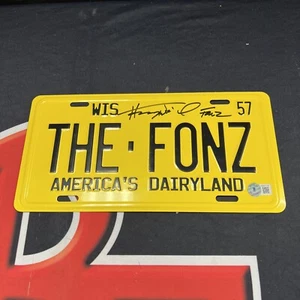 WIS 57
THE·FONZ
AMERICA'S DAIRYLAND